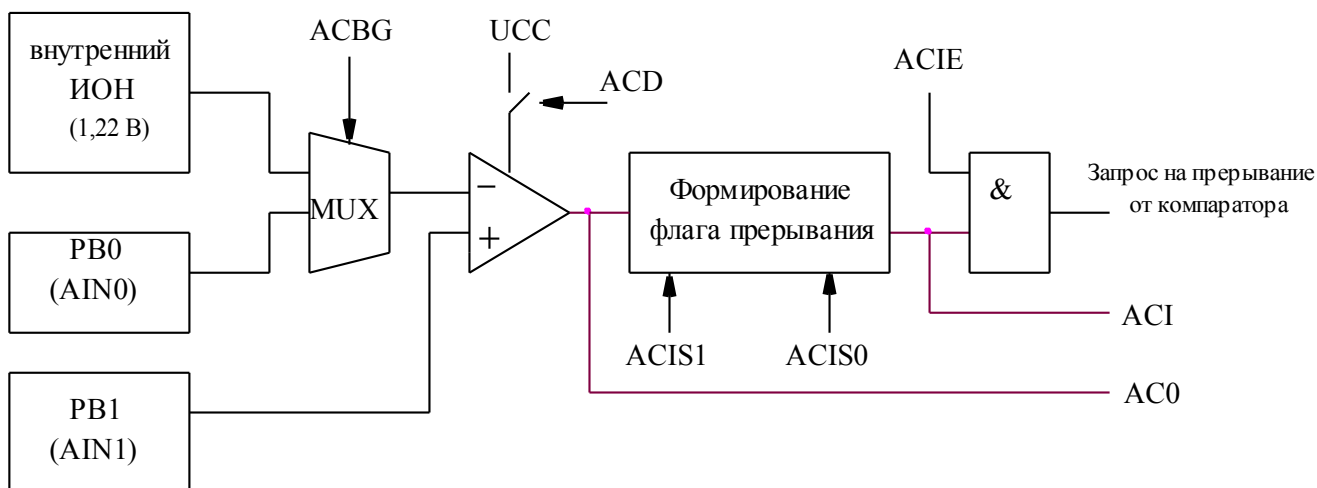 внутренний
ИОН
(1,22 В)
ACBG
UCC
ACD
ACIE
MUX
−
+
Формирование
флага прерывания
&
Запрос на прерывание
от компаратора
PB0
(AIN0)
ACIS1
ACIS0
ACI
AC0
PB1
(AIN1)